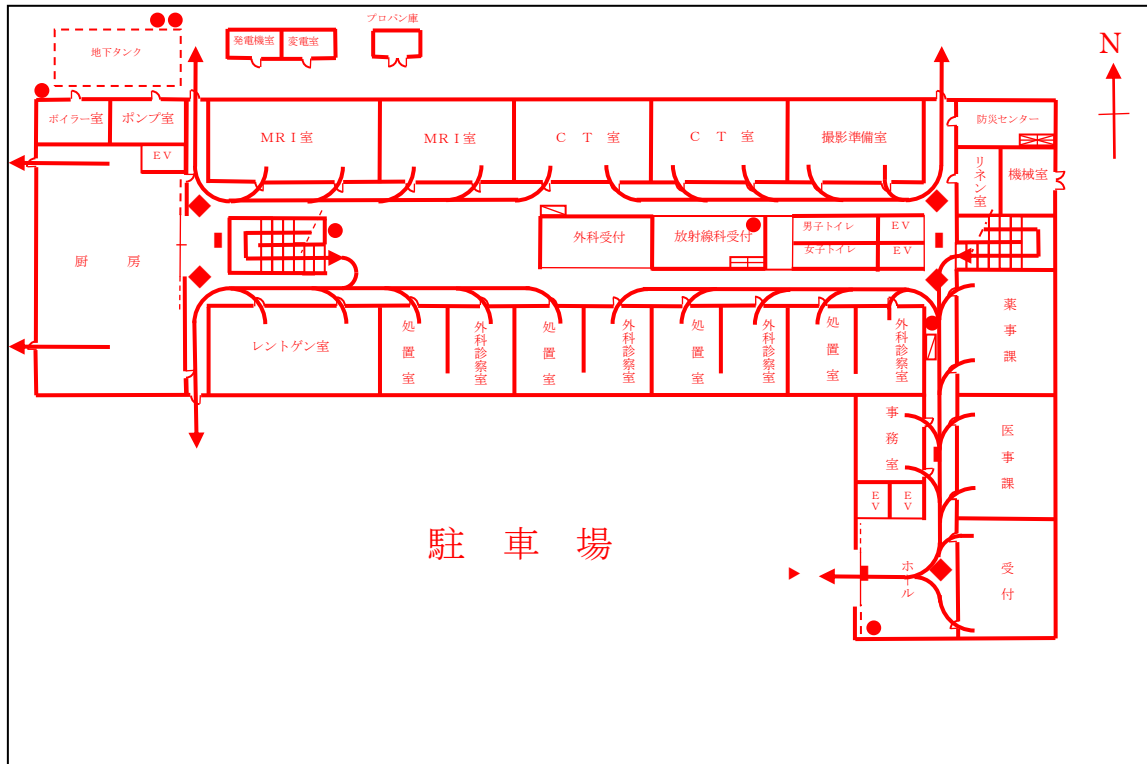 プロパン庫
発電機室
変電室
地下タンク
N
ボイラー室
ポンプ室
MRI室
MRI室
CT室
CT室
撮影準備室
防災センター
EV
リネン室
機械室
外科受付
放射線科受付
男子トイレ
女子トイレ
EV
EV
厨房
レントゲン室
処置室
外科診察室
処置室
外科診察室
処置室
外科診察室
処置室
外科診察室
薬事課
事務室
医事課
EV
EV
駐車場
ホール
受付